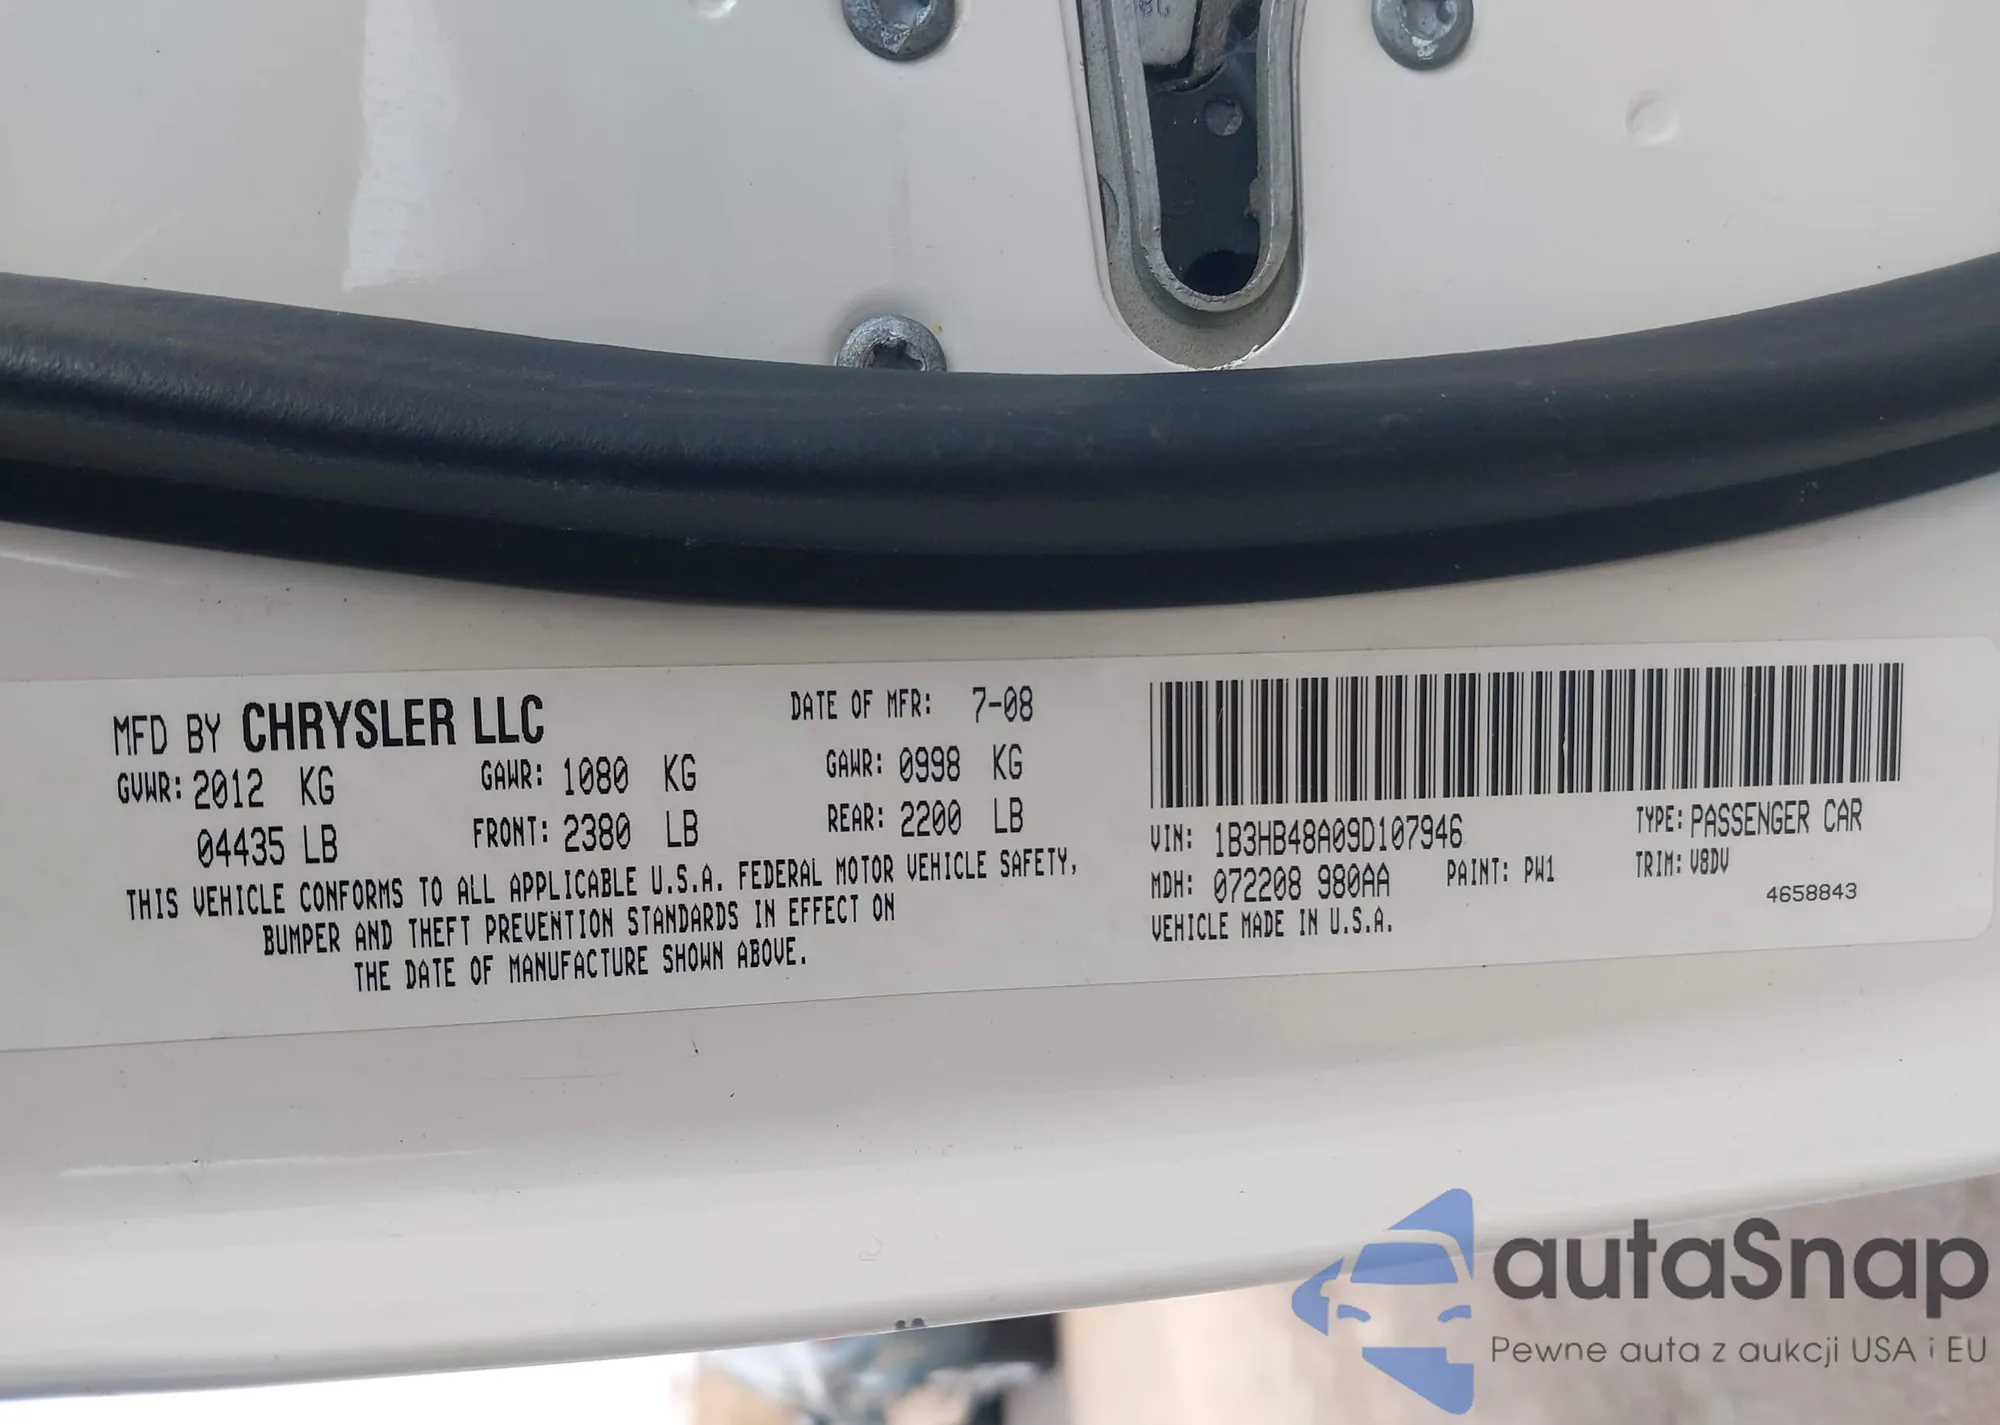 MFD BY CHRYSLER LLC
DATE OF MFR: 7-08
GVWR: 2012 KG
GAWR: 1080 KG
GAWR: 0998 KG
04435 LB
FRONT: 2380 LB
REAR: 2200 LB
THIS VEHICLE CONFORMS TO ALL APPLICABLE U.S.A. FEDERAL MOTOR VEHICLE SAFETY,
BUMPER AND THEFT PREVENTION STANDARDS IN EFFECT ON
THE DATE OF MANUFACTURE SHOWN ABOVE.
VIN: 1B3HB48A09D107946
TYPE: PASSENGER CAR
MDH: 072208 980AA
PAINT: PW1
TRIM: V8DV
VEHICLE MADE IN U.S.A.
4658843
autaSnap
Pewne auta z aukcji USA i EU